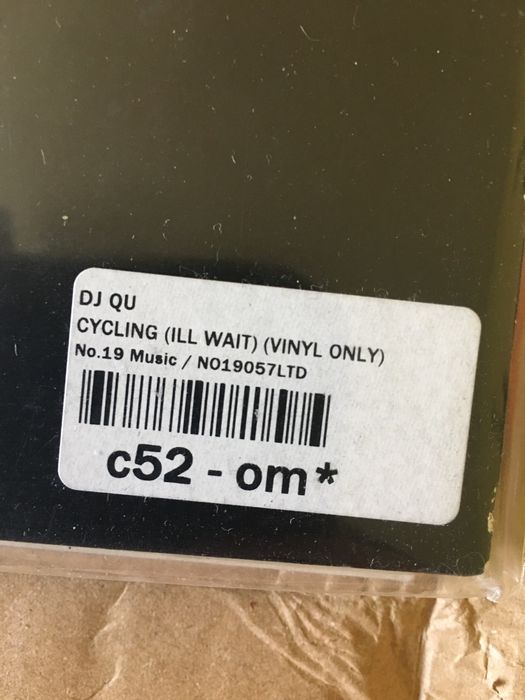 DJ QU
CYCLING (ILL WAIT) (VINYL ONLY)
No.19 Music / NO19057LTD
c52 - om*